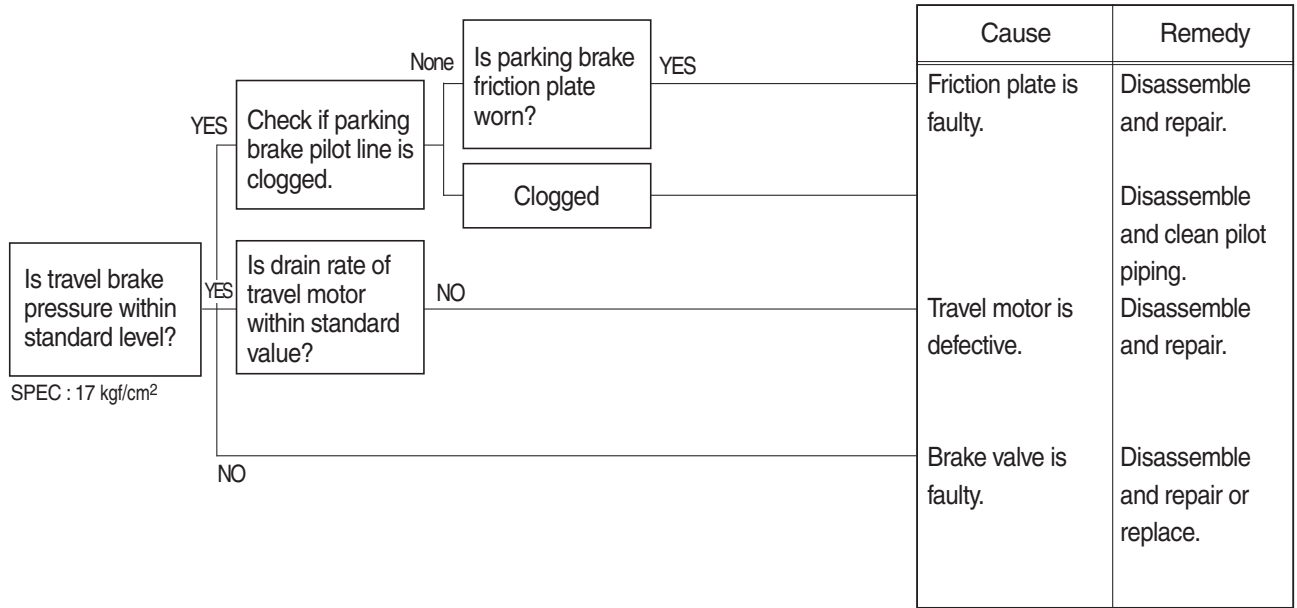 Cause
Remedy
None
Is parking brake
friction plate
worn?
YES
Friction plate is
faulty.
Disassemble
and repair.
YES
Check if parking
brake pilot line is
clogged.
Clogged
Disassemble
and clean pilot
piping.
Is travel brake
pressure within
standard level?
SPEC : 17 kgf/cm²
YES
Is drain rate of
travel motor
within standard
value?
NO
Travel motor is
defective.
Disassemble
and repair.
NO
Brake valve is
faulty.
Disassemble
and repair or
replace.